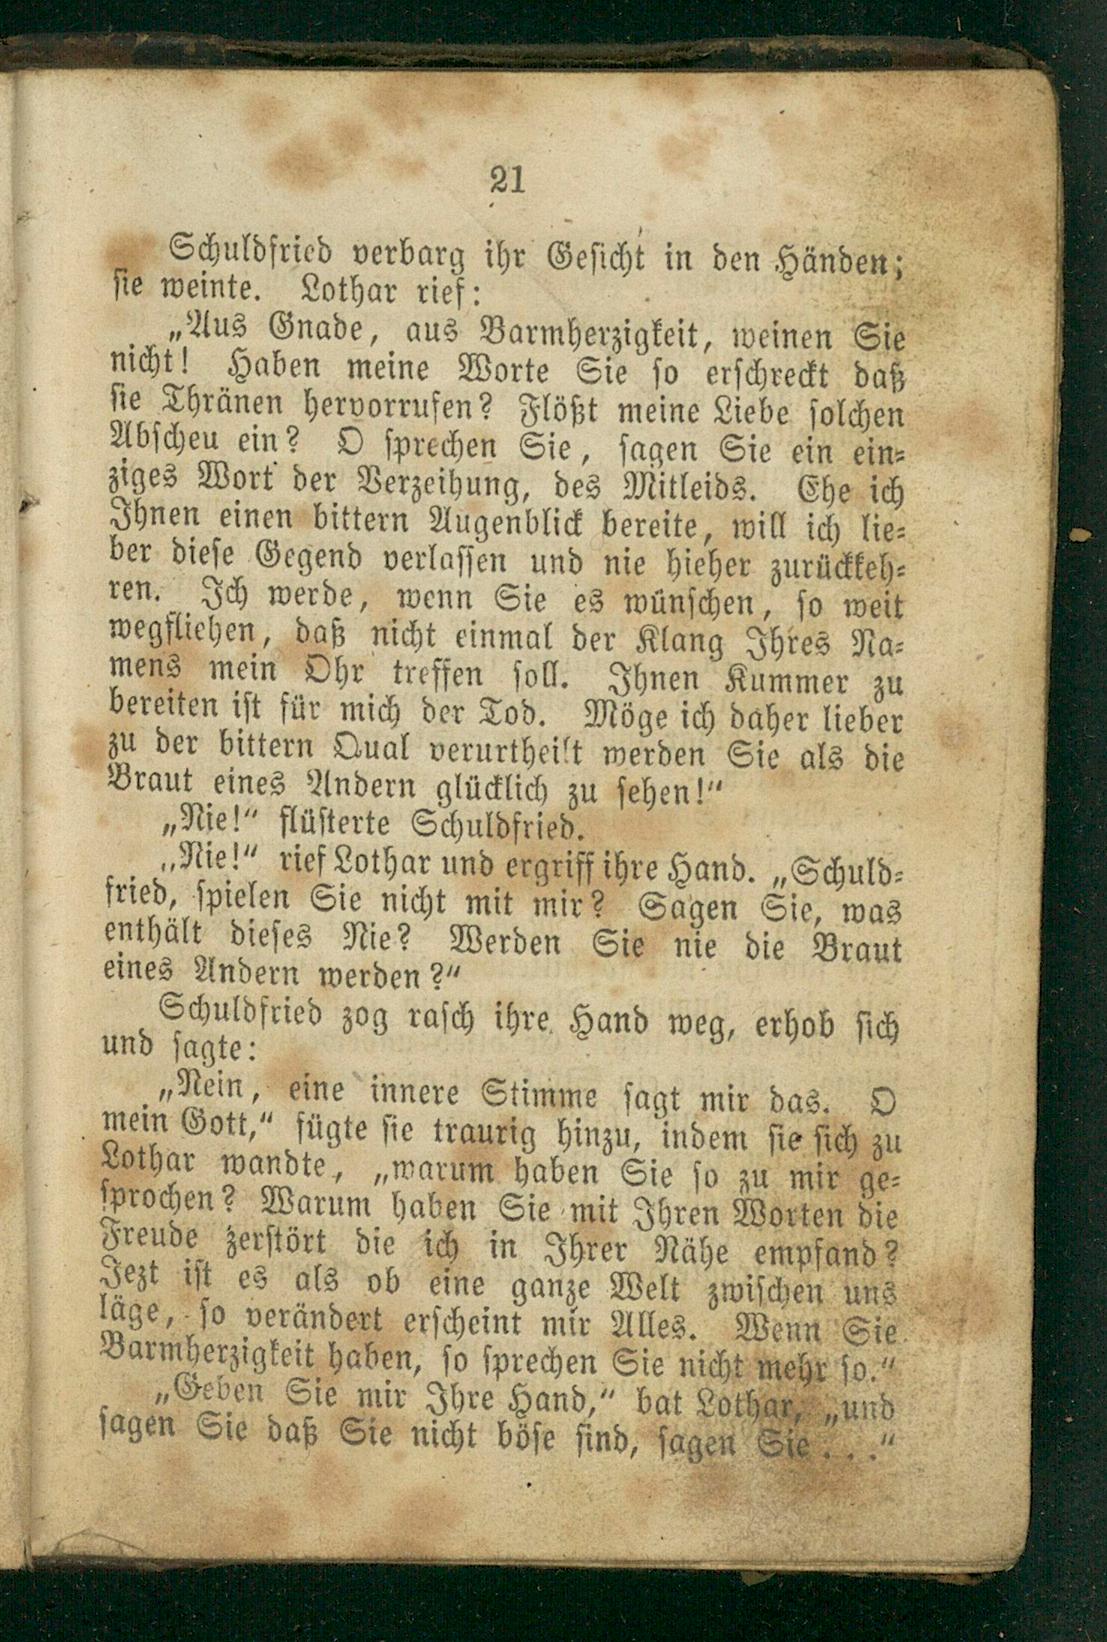 21
Schuldfried verbarg ihr Gesicht in den Händen;
sie weinte. Lothar rief:
„Aus Gnade, aus Barmherzigkeit, weinen Sie
nicht! Haben meine Worte Sie so erschreckt daß
sie Thränen hervorrufen? Flößt meine Liebe solchen
Abscheu ein? O sprechen Sie, sagen Sie ein ein-
ziges Wort der Verzeihung, des Mitleids. Ehe ich
Ihnen einen bittern Augenblick bereite, will ich lie-
ber diese Gegend verlassen und nie hieher zurückkeh-
ren. Ich werde, wenn Sie es wünschen, so weit
wegfliehen, daß nicht einmal der Klang Ihres Na-
mens mein Ohr treffen soll. Ihnen Kummer zu
bereiten ist für mich der Tod. Möge ich daher lieber
zu der bittern Qual verurtheilt werden Sie als die
Braut eines Andern glücklich zu sehen!“
„Nie!“ flüsterte Schuldfried.
„Nie!“ rief Lothar und ergriff ihre Hand. „Schuld-
fried, spielen Sie nicht mit mir? Sagen Sie, was
enthält dieses Nie? Werden Sie nie die Braut
eines Andern werden?“
Schuldfried zog rasch ihre Hand weg, erhob sich
und sagte:
„Nein, eine innere Stimme sagt mir das. O
mein Gott,“ fügte sie traurig hinzu, indem sie sich zu
Lothar wandte, „warum haben Sie so zu mir ge-
sprochen? Warum haben Sie mit Ihren Worten die
Freude zerstört die ich in Ihrer Nähe empfand?
Jezt ist es als ob eine ganze Welt zwischen uns
läge, so verändert erscheint mir Alles. Wenn Sie
Barmherzigkeit haben, so sprechen Sie nicht mehr so.“
„Geben Sie mir Ihre Hand,“ bat Lothar, „und
sagen Sie daß Sie nicht böse sind, sagen Sie . . .“